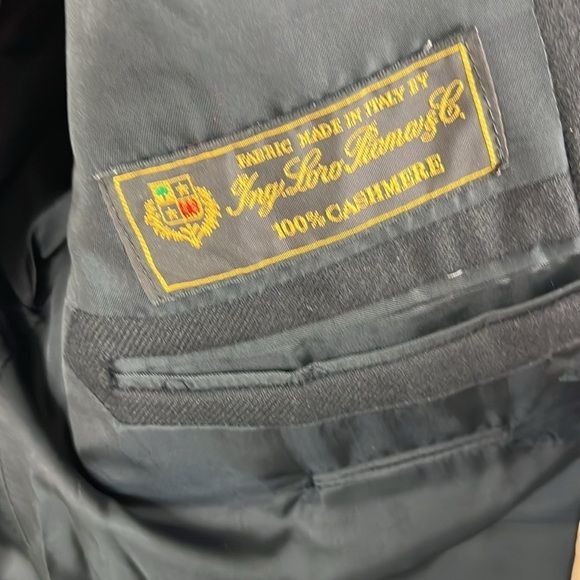 FABRIC MADE IN ITALY BY
Ing. Loro Piana & C.
100% CASHMERE